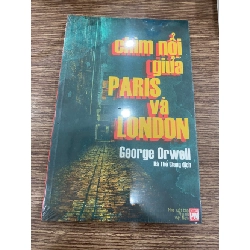 chìm nổi
giữa
PARIS
và
LONDON
George Orwell